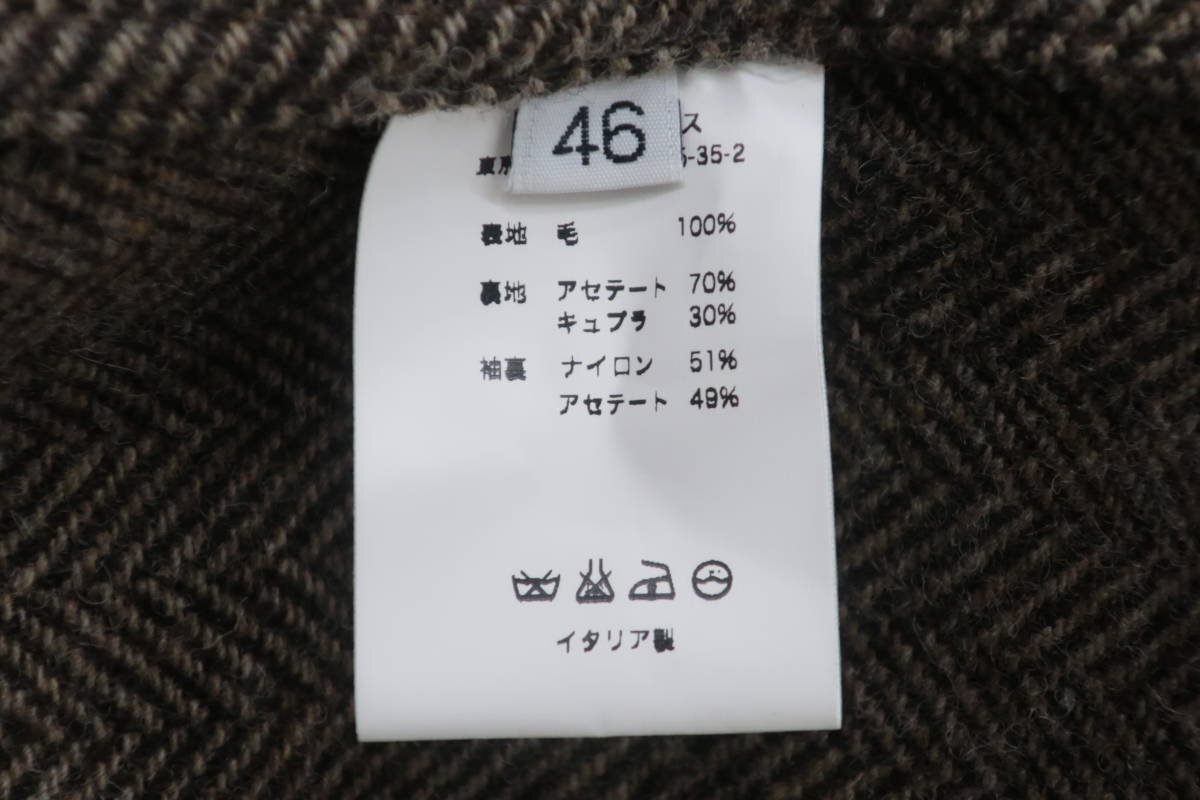 46
ス
東 5-35-2
表地 毛 100%
裏地 アセテート 70%
キュプラ 30%
袖裏 ナイロン 51%
アセテート 49%
イタリア製